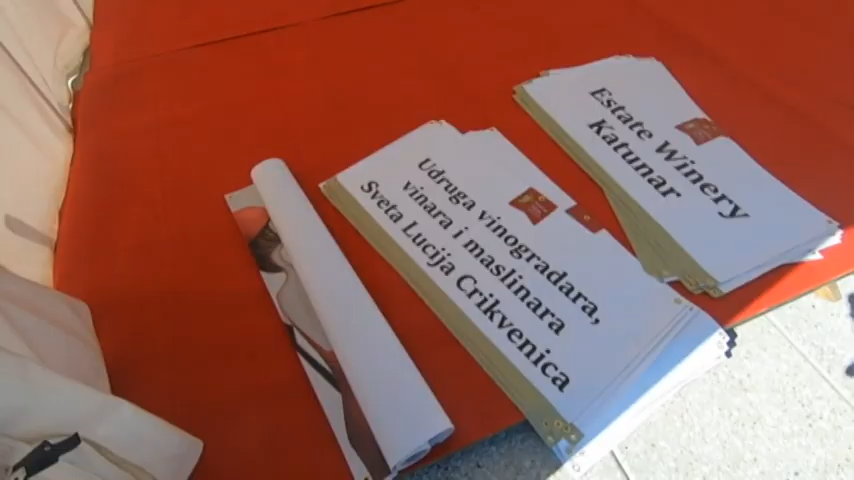 Udruga vinogradara,
vinara i maslinara
Sveta Lucija Crikvenica
Estate Winery
Katunar